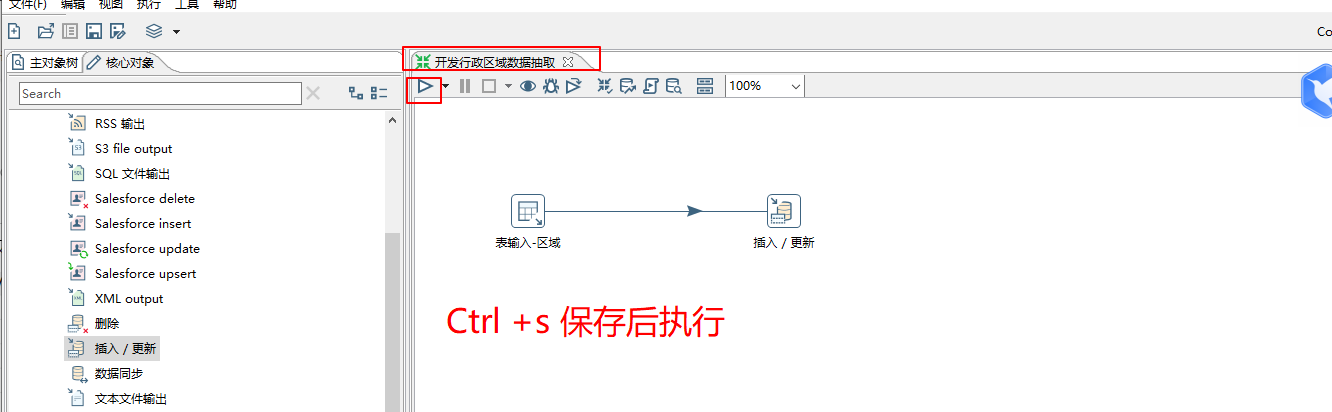 文件(F) 编辑 视图 执行 工具 帮助
Co
主对象树 核心对象
开发行政区域数据抽取
Search
100%
RSS 输出
S3 file output
SQL 文件输出
Salesforce delete
Salesforce insert
Salesforce update
Salesforce upsert
XML output
删除
插入 / 更新
数据同步
文本文件输出
表输入-区域
插入 / 更新
Ctrl +s 保存后执行